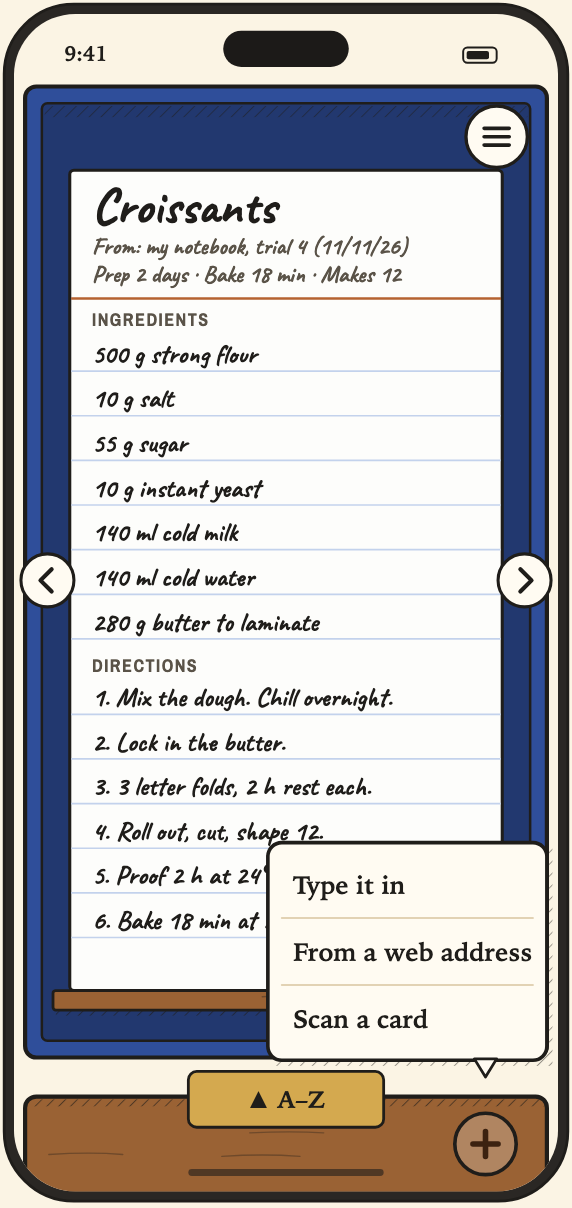 9:41
Croissants
From: my notebook, trial 4 (11/11/26)
Prep 2 days · Bake 18 min · Makes 12
INGREDIENTS
500 g strong flour
10 g salt
55 g sugar
10 g instant yeast
140 ml cold milk
140 ml cold water
280 g butter to laminate
DIRECTIONS
1. Mix the dough. Chill overnight.
2. Lock in the butter.
3. 3 letter folds, 2 h rest each.
4. Roll out, cut, shape 12.
5. Proof 2 h at 24°
6. Bake 18 min at
Type it in
From a web address
Scan a card
▲ A–Z